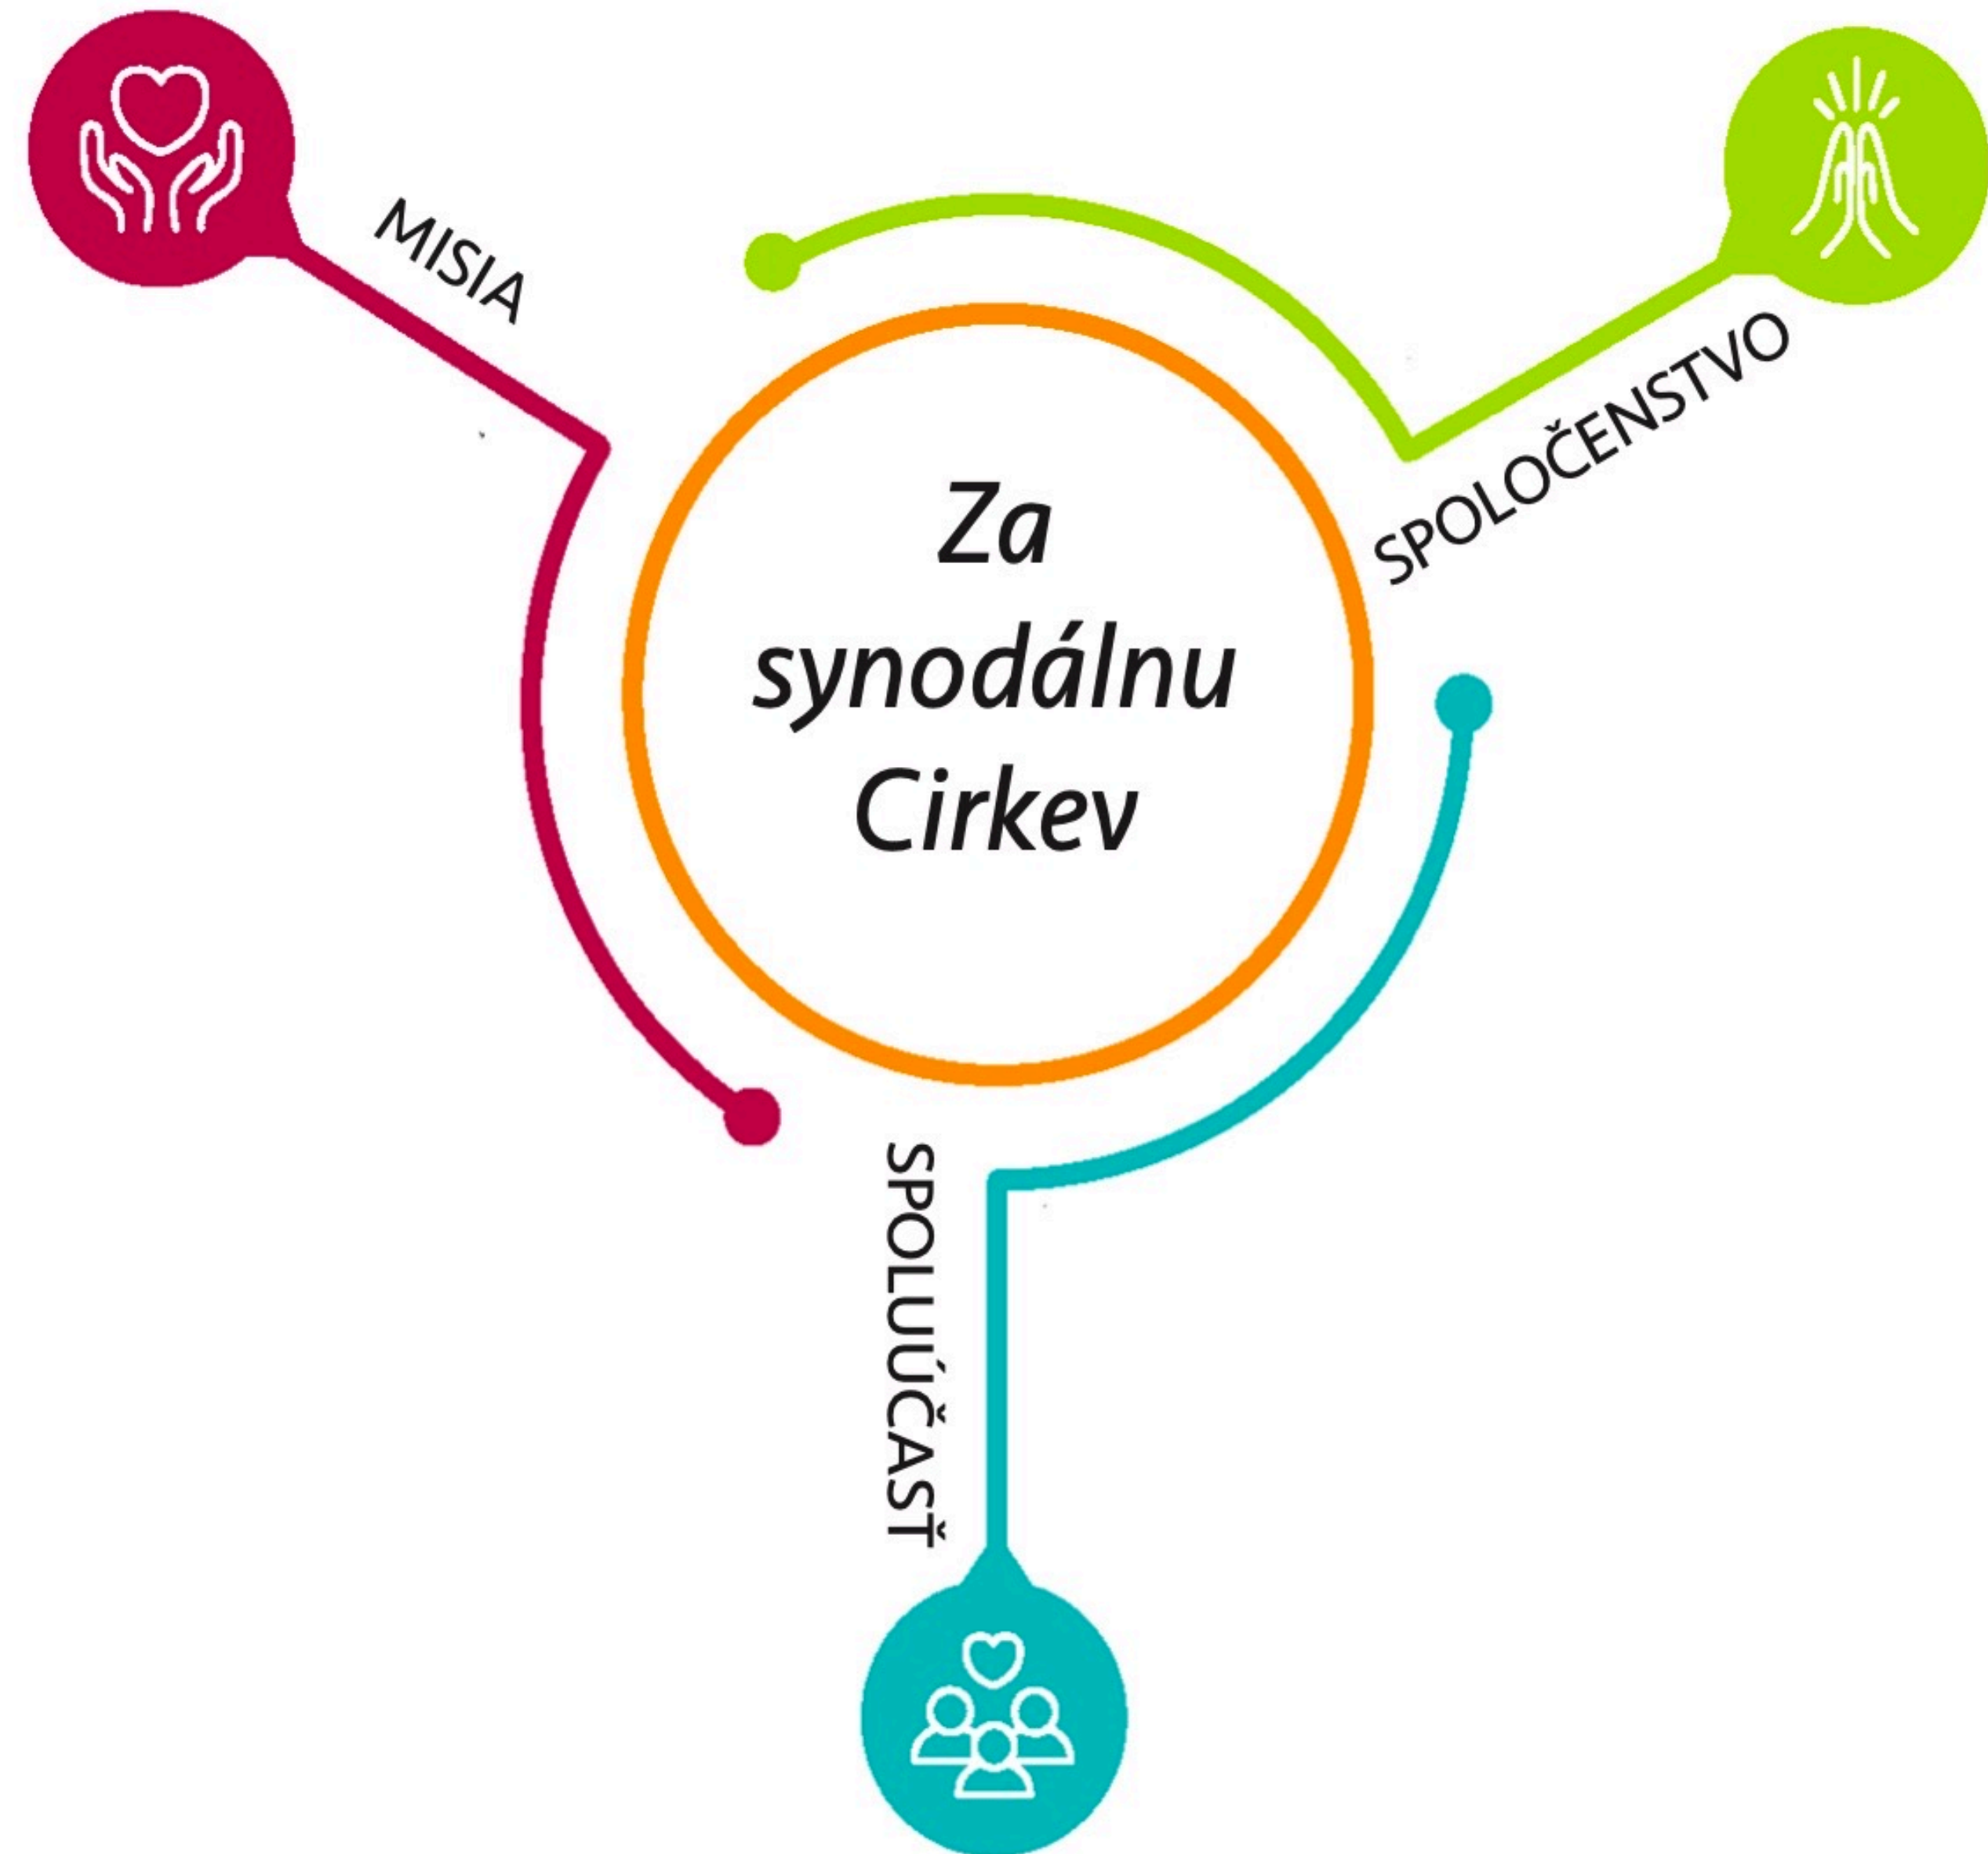 MISIA
SPOLOČENSTVO
Za
synodálnu
Cirkev
SPOLUÚČASŤ